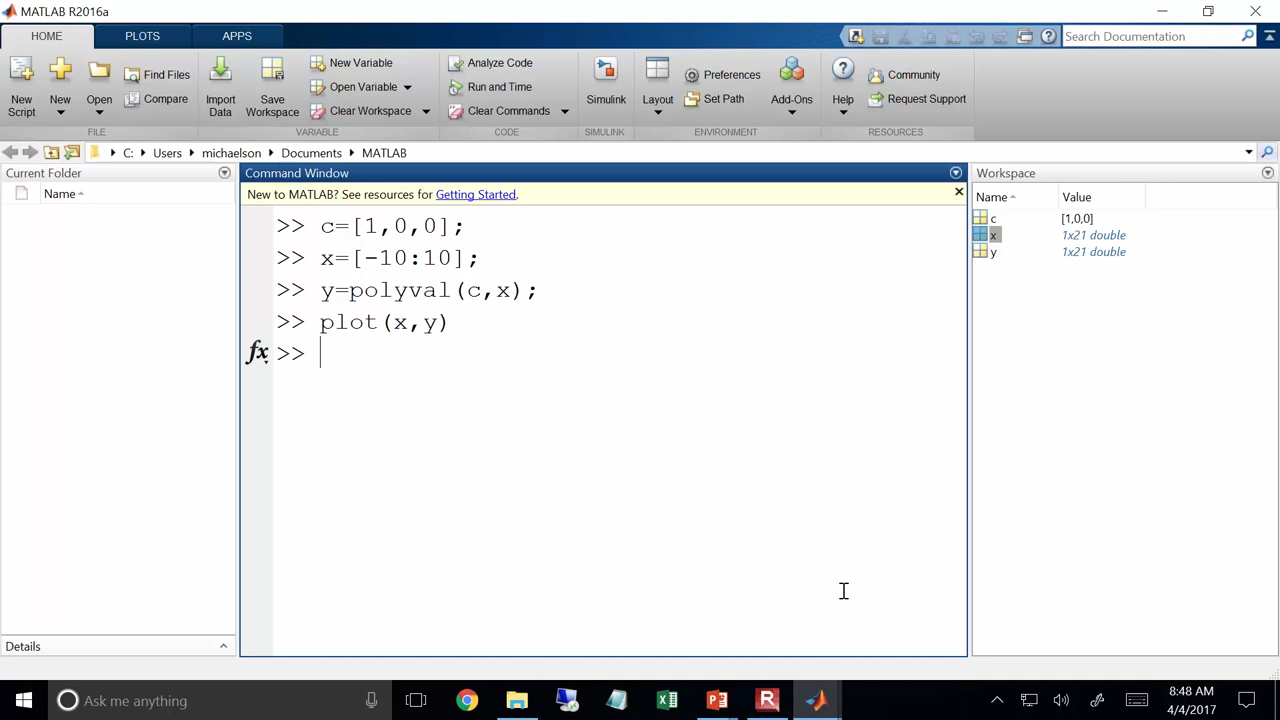 MATLAB R2016a
HOME PLOTS APPS Search Documentation
New Script New Open Find Files Compare FILE
Import Data Save Workspace New Variable Open Variable Clear Workspace VARIABLE
Analyze Code Run and Time Clear Commands CODE
Simulink SIMULINK
Layout Preferences Set Path Add-Ons ENVIRONMENT
Help Community Request Support RESOURCES
C: Users michaelson Documents MATLAB
Current Folder
Name
Details
Command Window
New to MATLAB? See resources for Getting Started.
>> c=[1,0,0];
>> x=[-10:10];
>> y=polyval(c,x);
>> plot(x,y)
fx >>
Workspace
Name Value
c [1,0,0]
x 1x21 double
y 1x21 double
Ask me anything
8:48 AM
4/4/2017